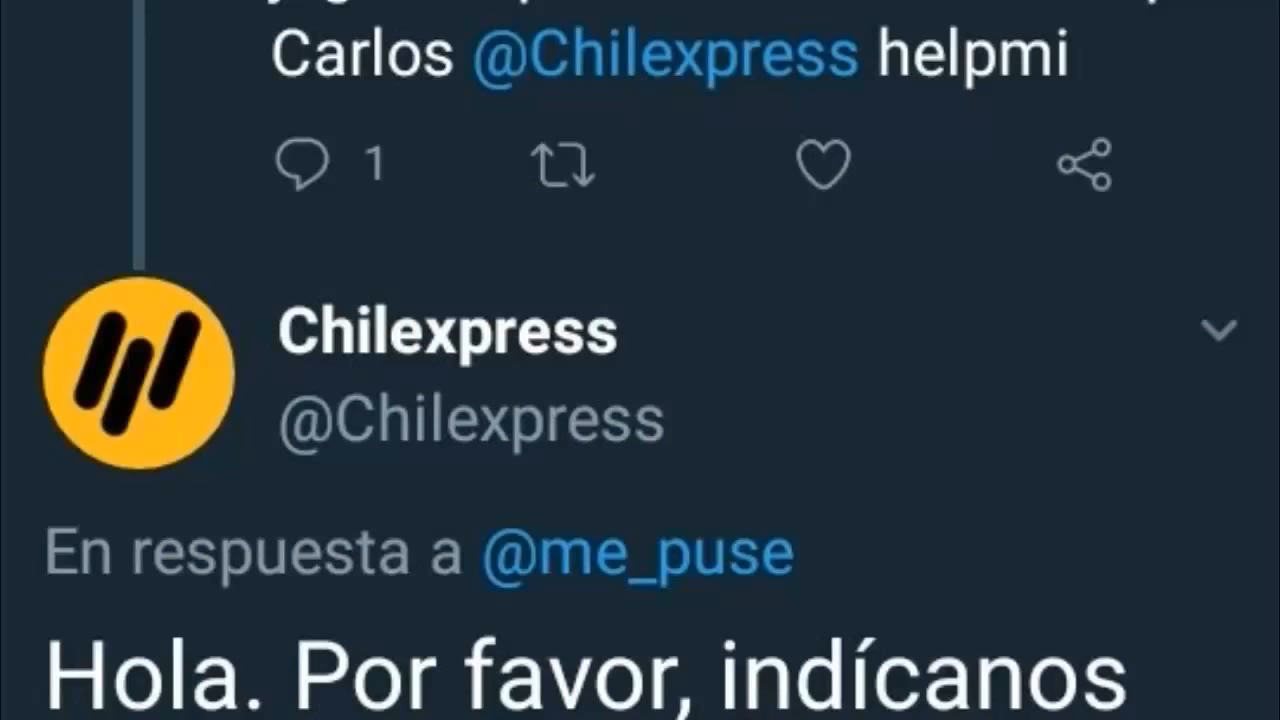 Carlos @Chilexpress helpmi
1
Chilexpress
@Chilexpress
En respuesta a @me_puse
Hola. Por favor, indícanos